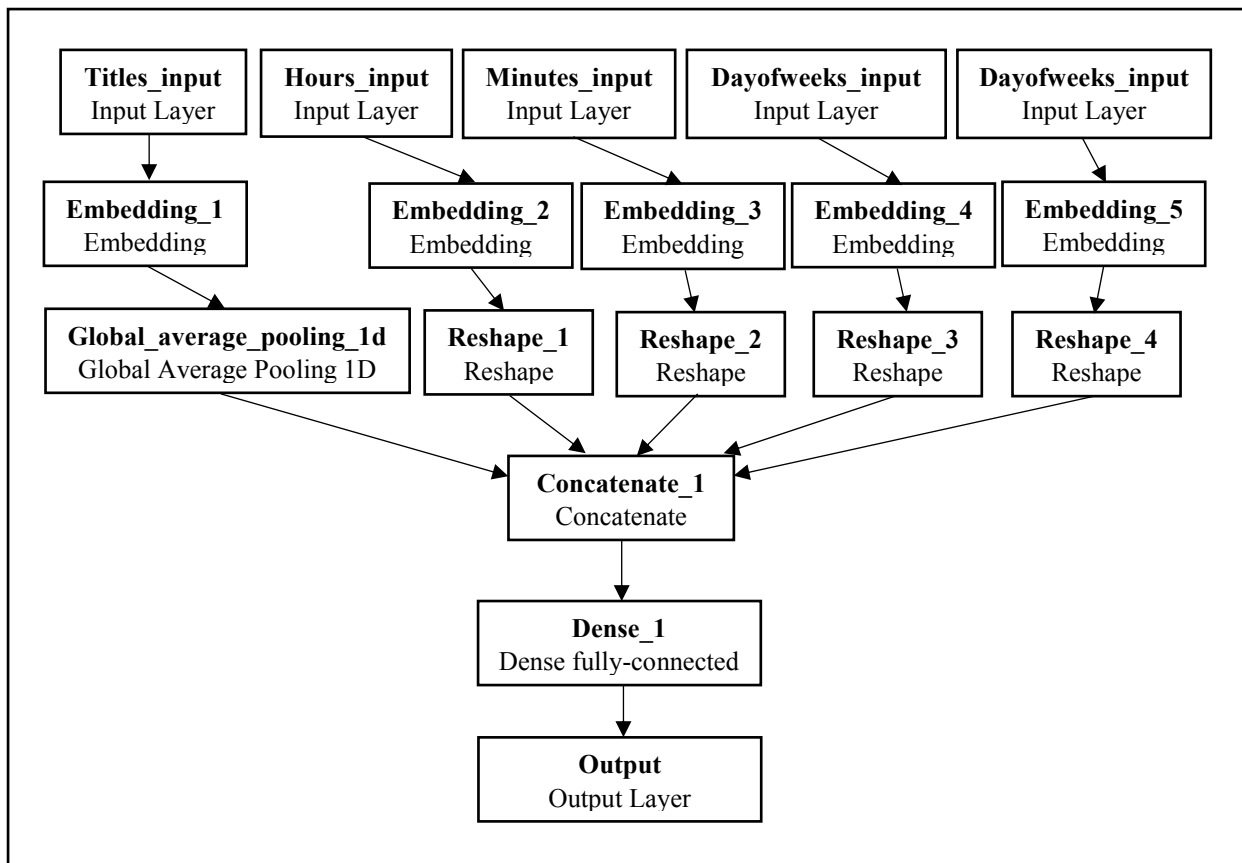 Titles_input
Input Layer
Hours_input
Input Layer
Minutes_input
Input Layer
Dayofweeks_input
Input Layer
Dayofweeks_input
Input Layer
Embedding_1
Embedding
Embedding_2
Embedding
Embedding_3
Embedding
Embedding_4
Embedding
Embedding_5
Embedding
Global_average_pooling_1d
Global Average Pooling 1D
Reshape_1
Reshape
Reshape_2
Reshape
Reshape_3
Reshape
Reshape_4
Reshape
Concatenate_1
Concatenate
Dense_1
Dense fully-connected
Output
Output Layer